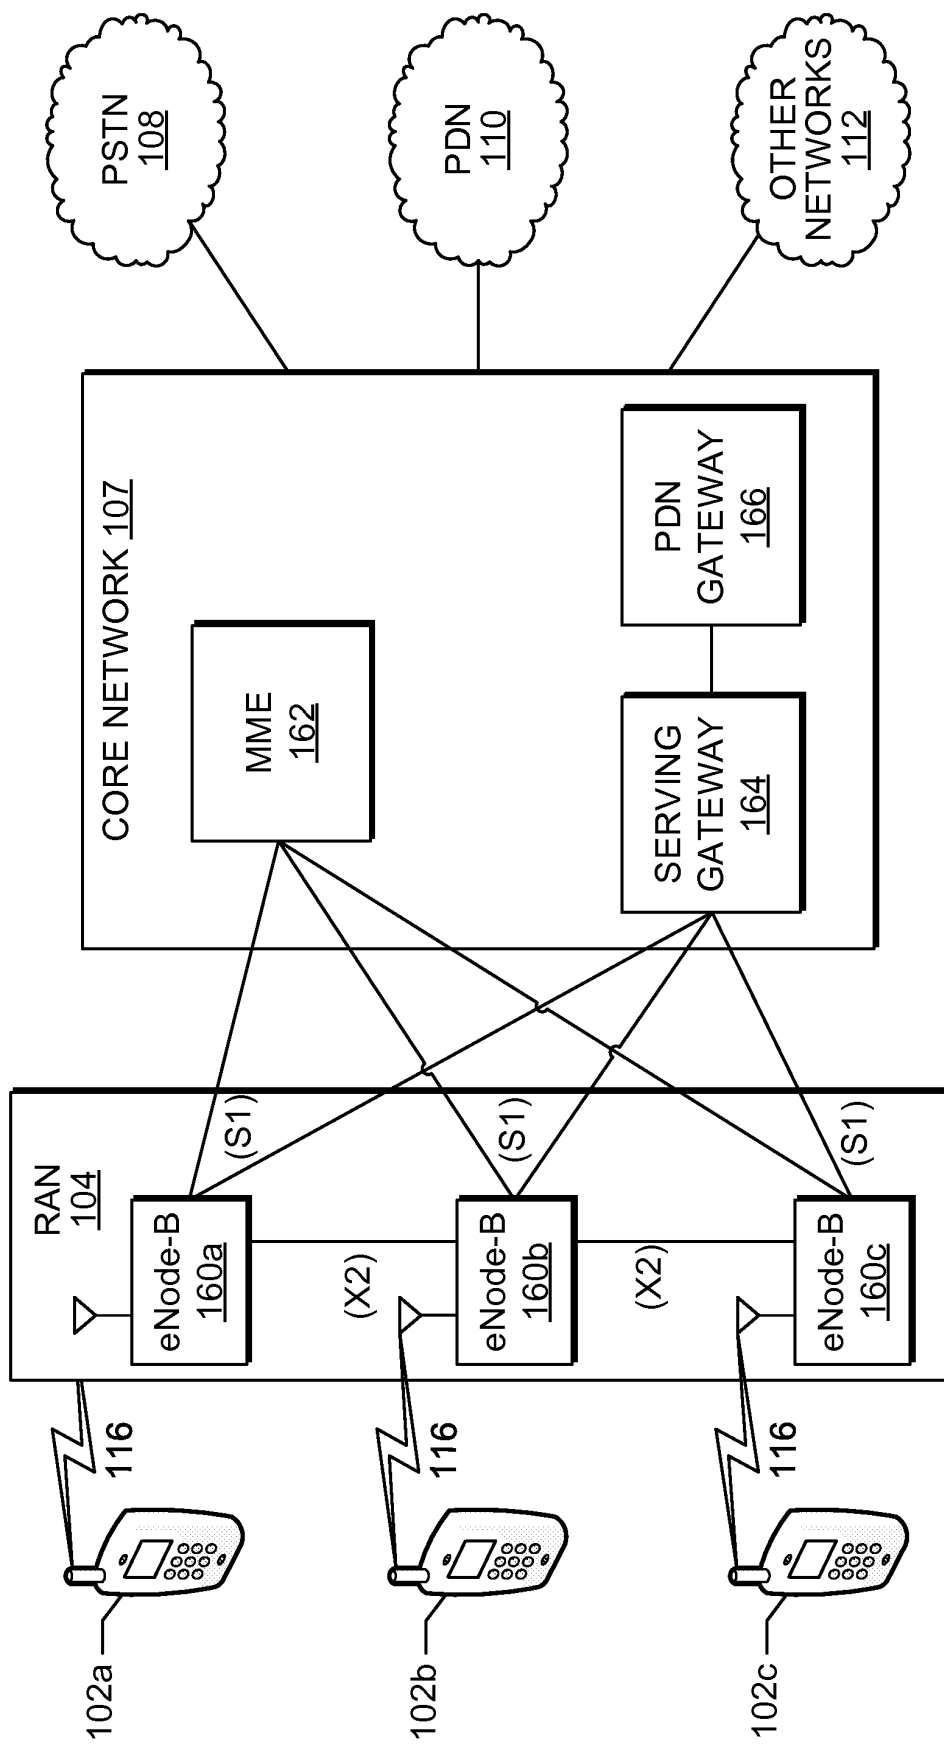 102a
116
RAN
104
eNode-B
160a
(S1)
(X2)
102b
116
eNode-B
160b
(S1)
(X2)
102c
116
eNode-B
160c
(S1)
CORE NETWORK 107
MME
162
SERVING
GATEWAY
164
PDN
GATEWAY
166
PSTN
108
PDN
110
OTHER
NETWORKS
112